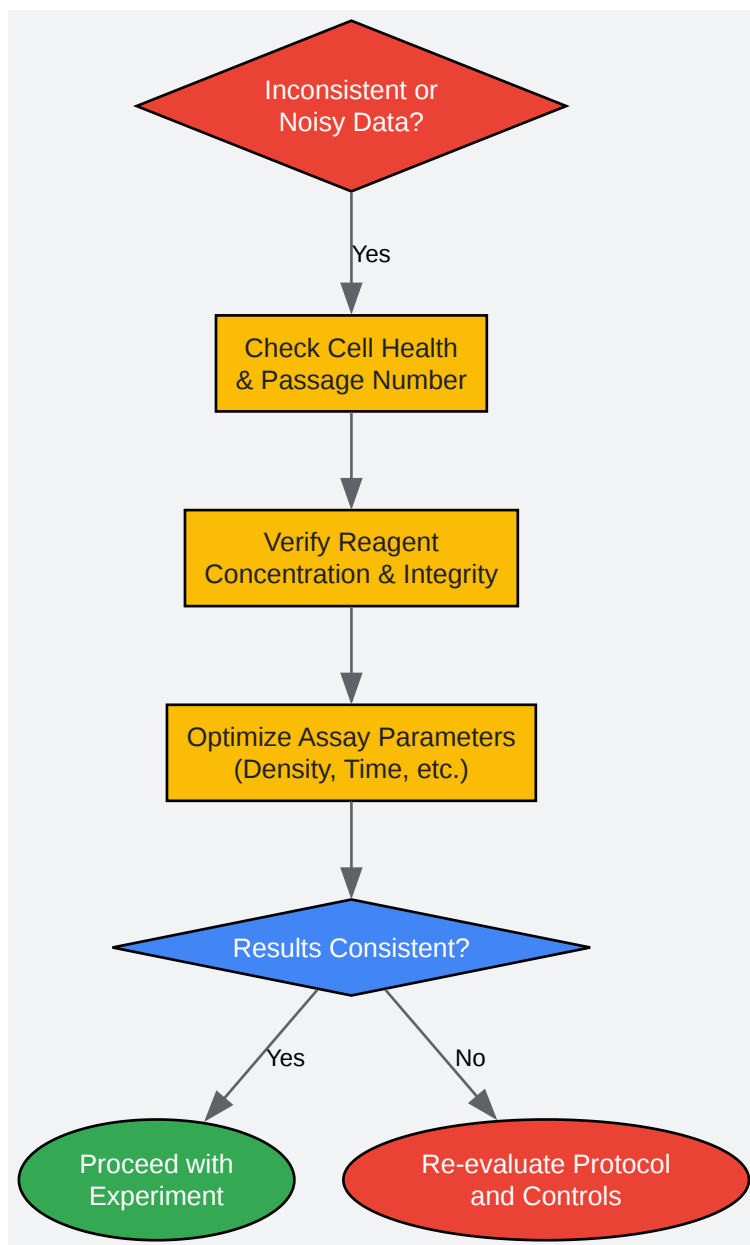 Inconsistent or
Noisy Data?
Yes
Check Cell Health
& Passage Number
Verify Reagent
Concentration & Integrity
Optimize Assay Parameters
(Density, Time, etc.)
Results Consistent?
Yes
No
Proceed with
Experiment
Re-evaluate Protocol
and Controls